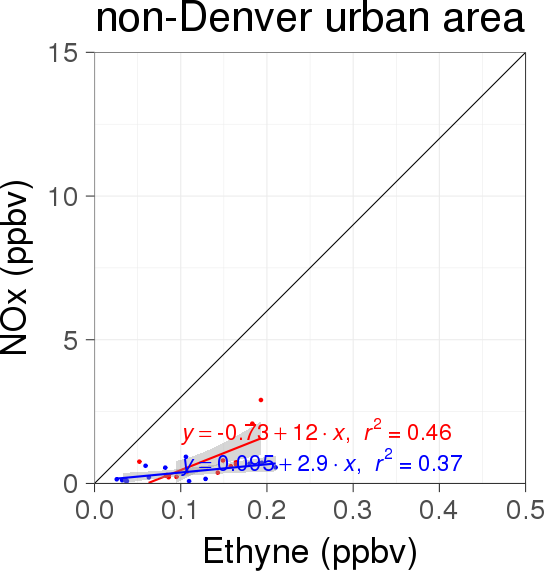 non-Denver urban area
15
10
5
0
NOx (ppbv)
y = -0.73 + 12 · x, r² = 0.46
y = 0.095 + 2.9 · x, r² = 0.37
0.0 0.1 0.2 0.3 0.4 0.5
Ethyne (ppbv)